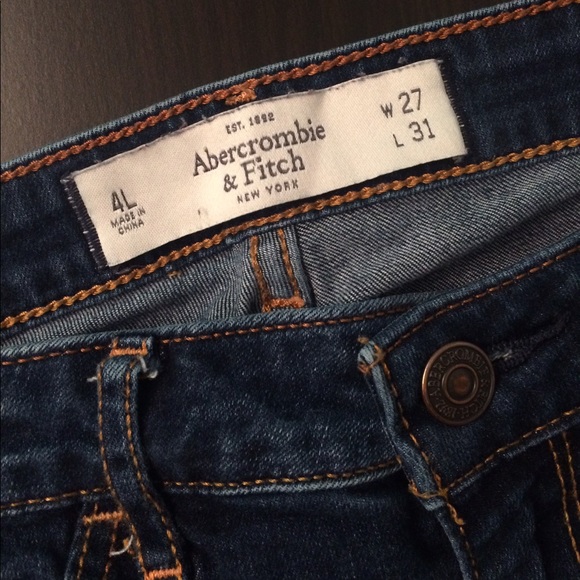 EST. 1892
Abercrombie
& Fitch
NEW YORK
W 27
L 31
4L
MADE IN
CHINA